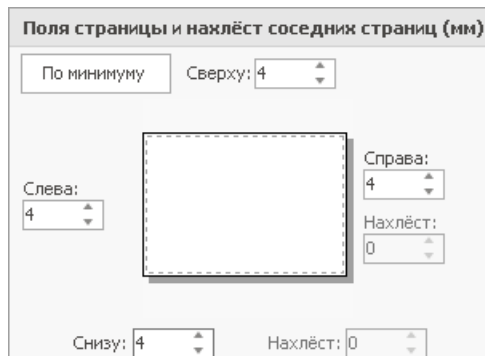 Поля страницы и нахлёст соседних страниц (мм)
По минимуму Сверху: 4
Справа:
4
Слева:
4
Нахлёст:
0
Снизу: 4 Нахлёст: 0